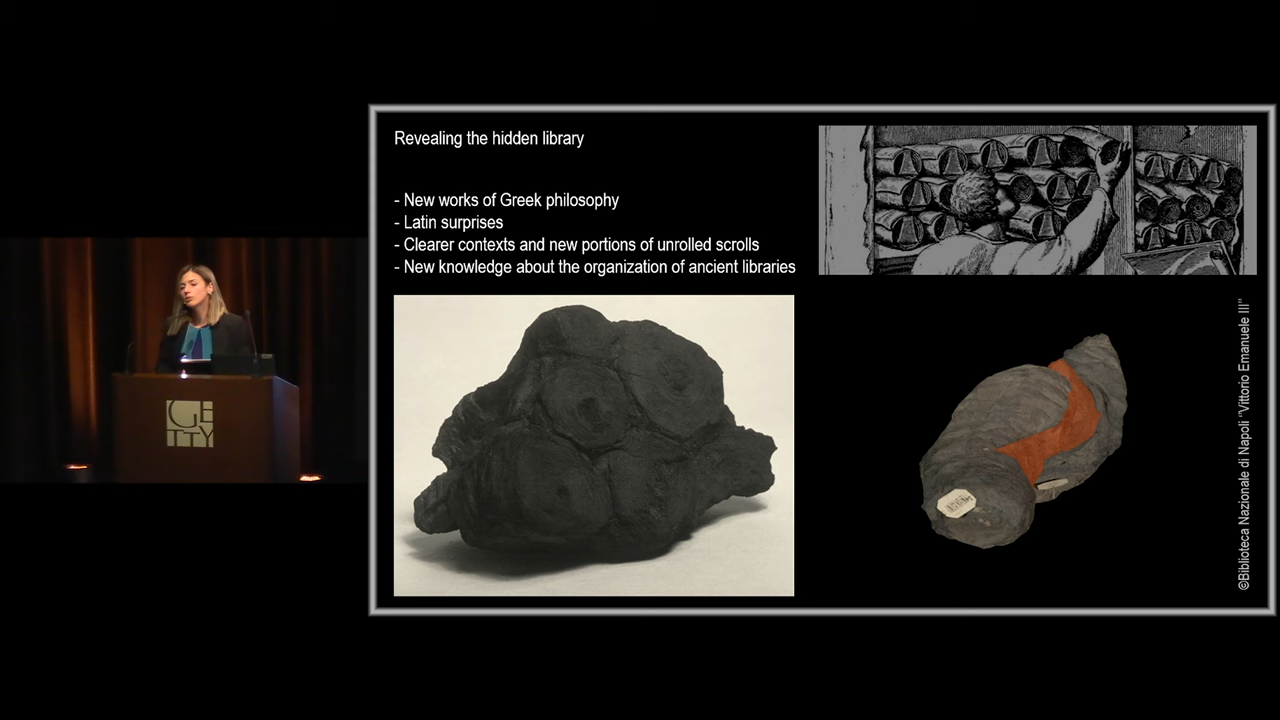 Revealing the hidden library
- New works of Greek philosophy
- Latin surprises
- Clearer contexts and new portions of unrolled scrolls
- New knowledge about the organization of ancient libraries
©Biblioteca Nazionale di Napoli "Vittorio Emanuele III"
GETTY